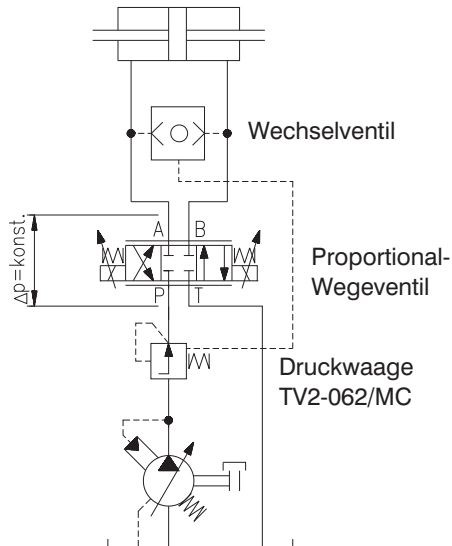 Wechselventil
A B
Δp=konst.
Proportional-
Wegeventil
P T
Druckwaage
TV2-062/MC